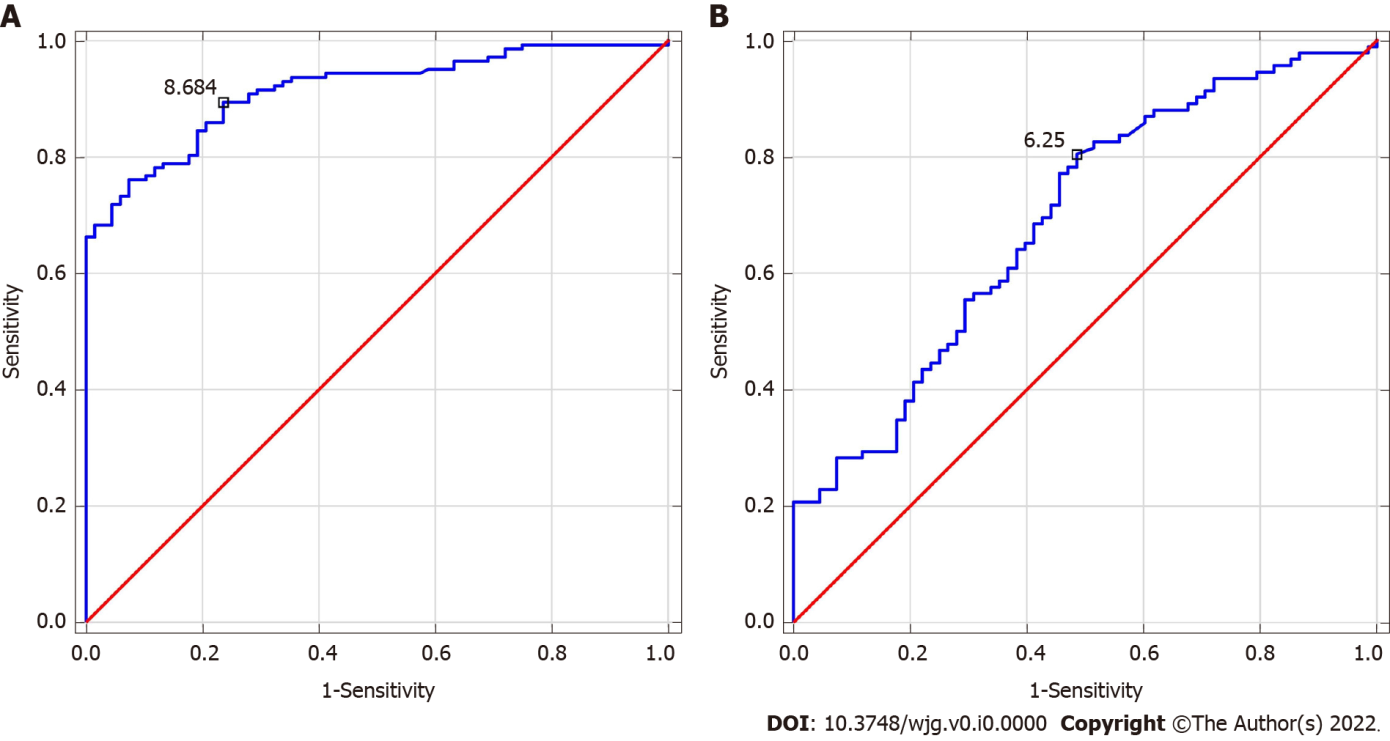 A
1.0
0.8
0.6
0.4
0.2
0.0
Sensitivity
8.684
0.0 0.2 0.4 0.6 0.8 1.0
1-Sensitivity
B
1.0
0.8
0.6
0.4
0.2
0.0
Sensitivity
6.25
0.0 0.2 0.4 0.6 0.8 1.0
1-Sensitivity
DOI: 10.3748/wjg.v0.i0.0000 Copyright ©The Author(s) 2022.